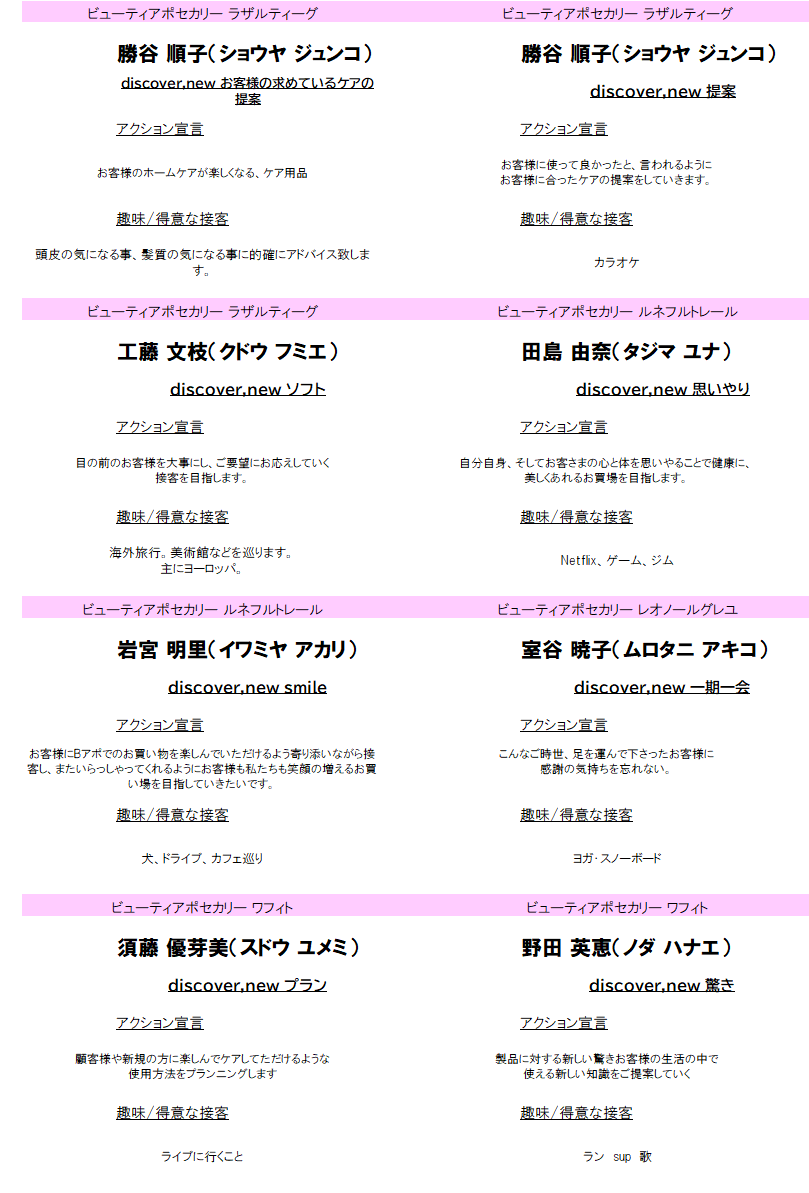 ビューティアポセカリー ラザルティーグ
勝谷 順子(ショウヤ ジュンコ)
discover,new お客様の求めているケアの
提案
アクション宣言
お客様のホームケアが楽しくなる、ケア用品
趣味/得意な接客
頭皮の気になる事、髪質の気になる事に的確にアドバイス致しま
す。
ビューティアポセカリー ラザルティーグ
勝谷 順子(ショウヤ ジュンコ)
discover,new 提案
アクション宣言
お客様に使って良かったと、言われるように
お客様に合ったケアの提案をしていきます。
趣味/得意な接客
カラオケ
ビューティアポセカリー ラザルティーグ
工藤 文枝(クドウ フミエ)
discover,new ソフト
アクション宣言
目の前のお客様を大事にし、ご要望にお応えしていく
接客を目指します。
趣味/得意な接客
海外旅行。美術館などを巡ります。
主にヨーロッパ。
ビューティアポセカリー ルネフルトレール
田島 由奈(タジマ ユナ)
discover,new 思いやり
アクション宣言
自分自身、そしてお客さまの心と体を思いやることで健康に、
美しくあれるお買場を目指します。
趣味/得意な接客
Netflix、ゲーム、ジム
ビューティアポセカリー ルネフルトレール
岩宮 明里(イワミヤ アカリ)
discover,new smile
アクション宣言
お客様にBアポでのお買い物を楽しんでいただけるよう寄り添いながら接
客し、またいらっしゃってくれるようにお客様も私たちも笑顔の増えるお買
い場を目指していきたいです。
趣味/得意な接客
犬、ドライブ、カフェ巡り
ビューティアポセカリー レオノールグレユ
室谷 暁子(ムロタニ アキコ)
discover,new 一期一会
アクション宣言
こんなご時世、足を運んで下さったお客様に
感謝の気持ちを忘れない。
趣味/得意な接客
ヨガ・スノーボード
ビューティアポセカリー ワフィト
須藤 優芽美(スドウ ユメミ)
discover,new プラン
アクション宣言
顧客様や新規の方に楽しんでケアしてただけるような
使用方法をプランニングします
趣味/得意な接客
ライブに行くこと
ビューティアポセカリー ワフィト
野田 英恵(ノダ ハナエ)
discover,new 驚き
アクション宣言
製品に対する新しい驚きお客様の生活の中で
使える新しい知識をご提案していく
趣味/得意な接客
ラン sup 歌